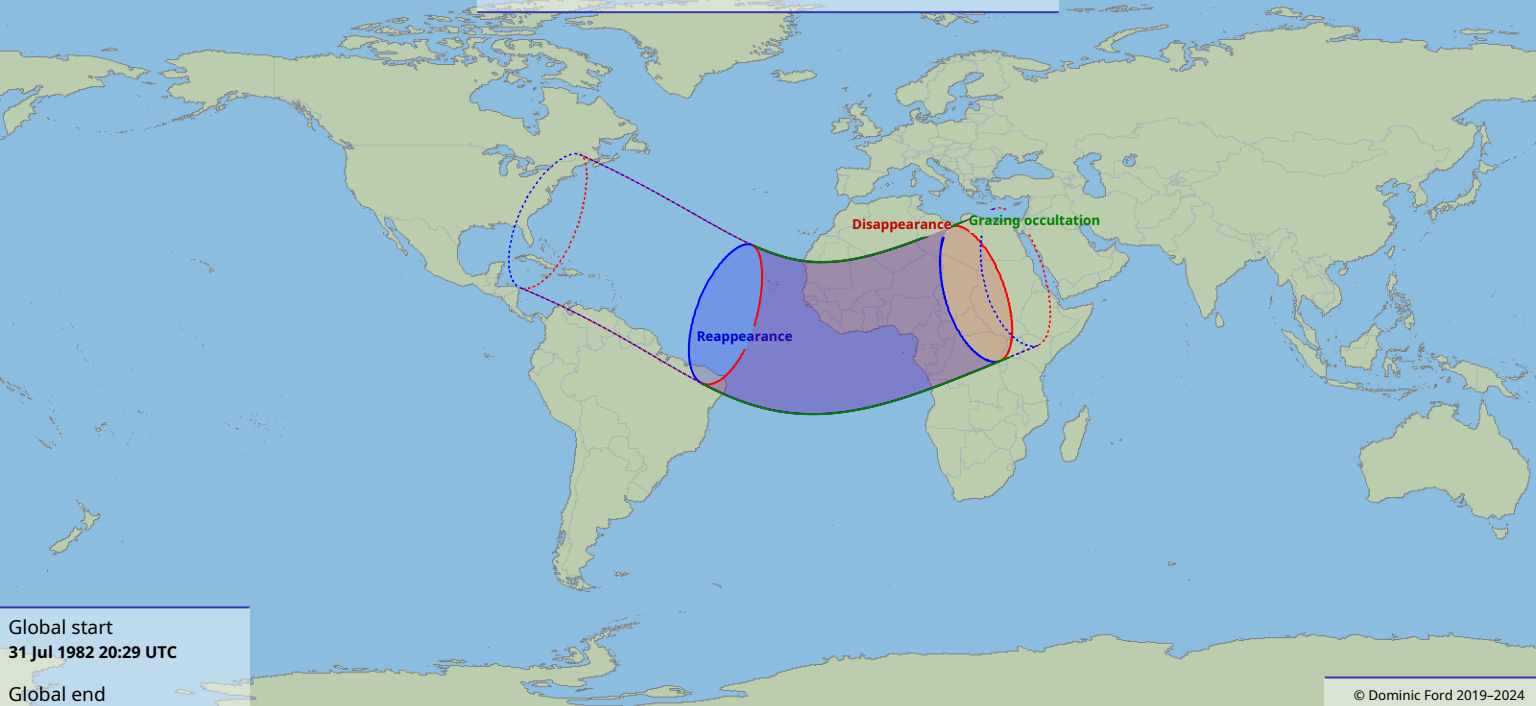 Grazing occultation
Disappearance
Reappearance
Global start
31 Jul 1982 20:29 UTC
Global end
© Dominic Ford 2019–2024